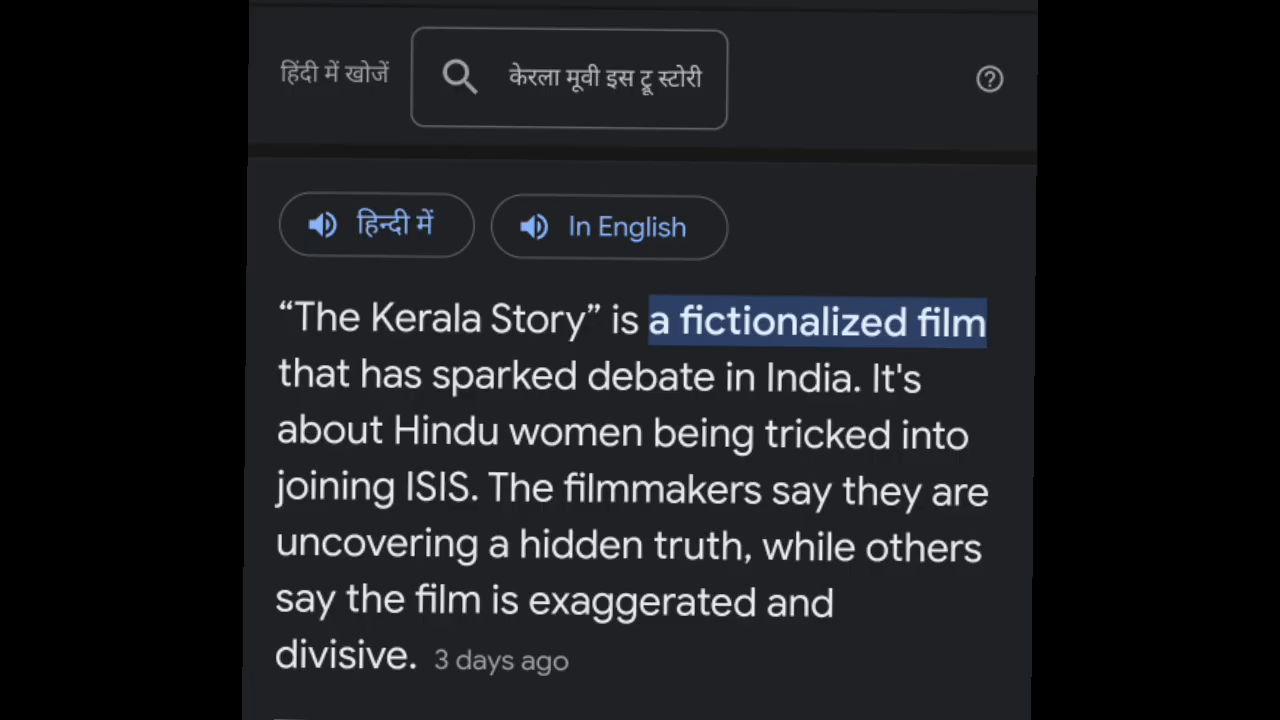 हिंदी में खोजें
केरला मूवी इस ट्रू स्टोरी
हिन्दी में
In English
“The Kerala Story” is a fictionalized film
that has sparked debate in India. It's
about Hindu women being tricked into
joining ISIS. The filmmakers say they are
uncovering a hidden truth, while others
say the film is exaggerated and
divisive. 3 days ago